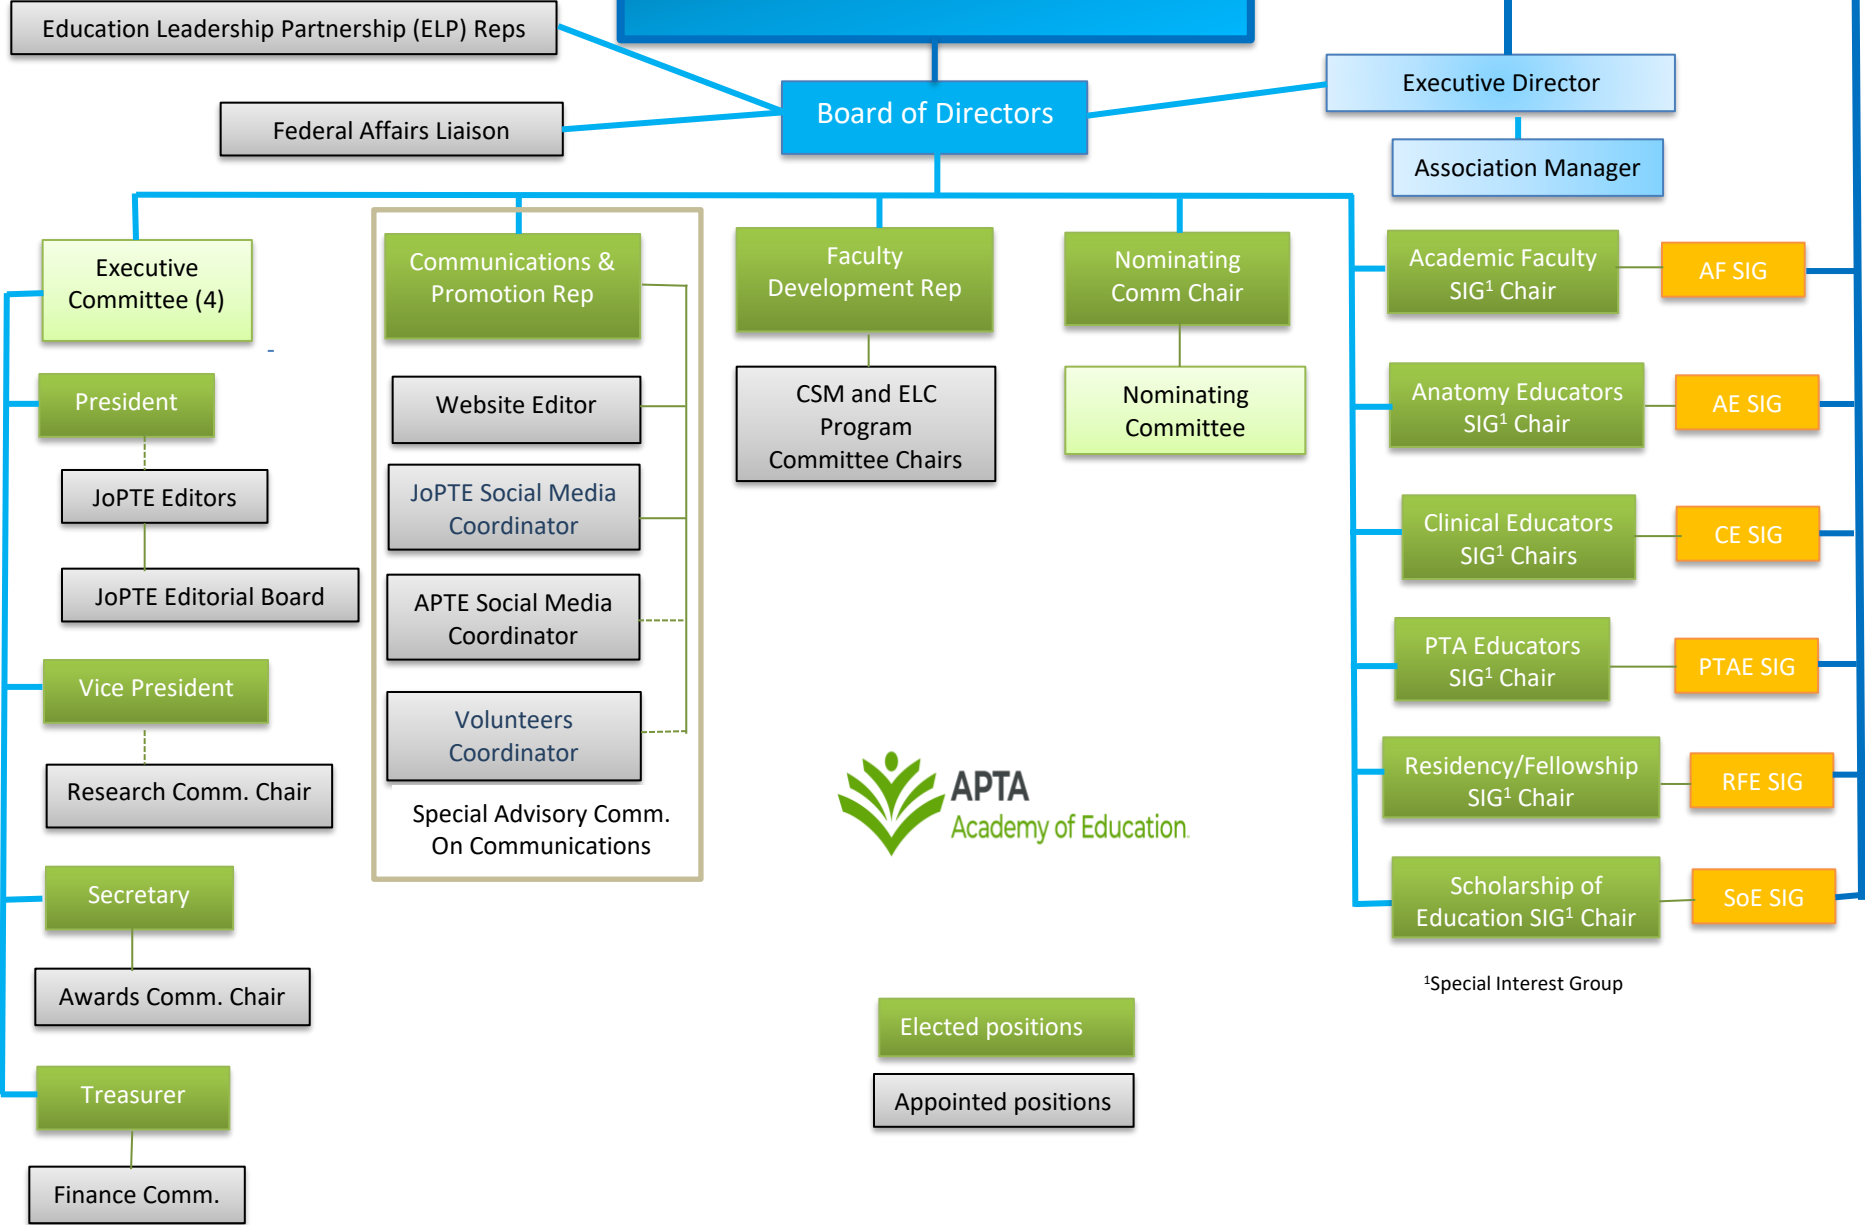 Education Leadership Partnership (ELP) Reps
Federal Affairs Liaison
Board of Directors
Executive Director
Association Manager
Executive
Committee (4)
President
JoPTE Editors
JoPTE Editorial Board
Vice President
Research Comm. Chair
Secretary
Awards Comm. Chair
Treasurer
Finance Comm.
Communications &
Promotion Rep
Website Editor
JoPTE Social Media
Coordinator
APTE Social Media
Coordinator
Volunteers
Coordinator
Special Advisory Comm.
On Communications
Faculty
Development Rep
CSM and ELC
Program
Committee Chairs
Nominating
Comm Chair
Nominating
Committee
Academic Faculty
SIG¹ Chair
AF SIG
Anatomy Educators
SIG¹ Chair
AE SIG
Clinical Educators
SIG¹ Chairs
CE SIG
PTA Educators
SIG¹ Chair
PTAE SIG
Residency/Fellowship
SIG¹ Chair
RFE SIG
Scholarship of
Education SIG¹ Chair
SoE SIG
¹Special Interest Group
APTA
Academy of Education
Elected positions
Appointed positions